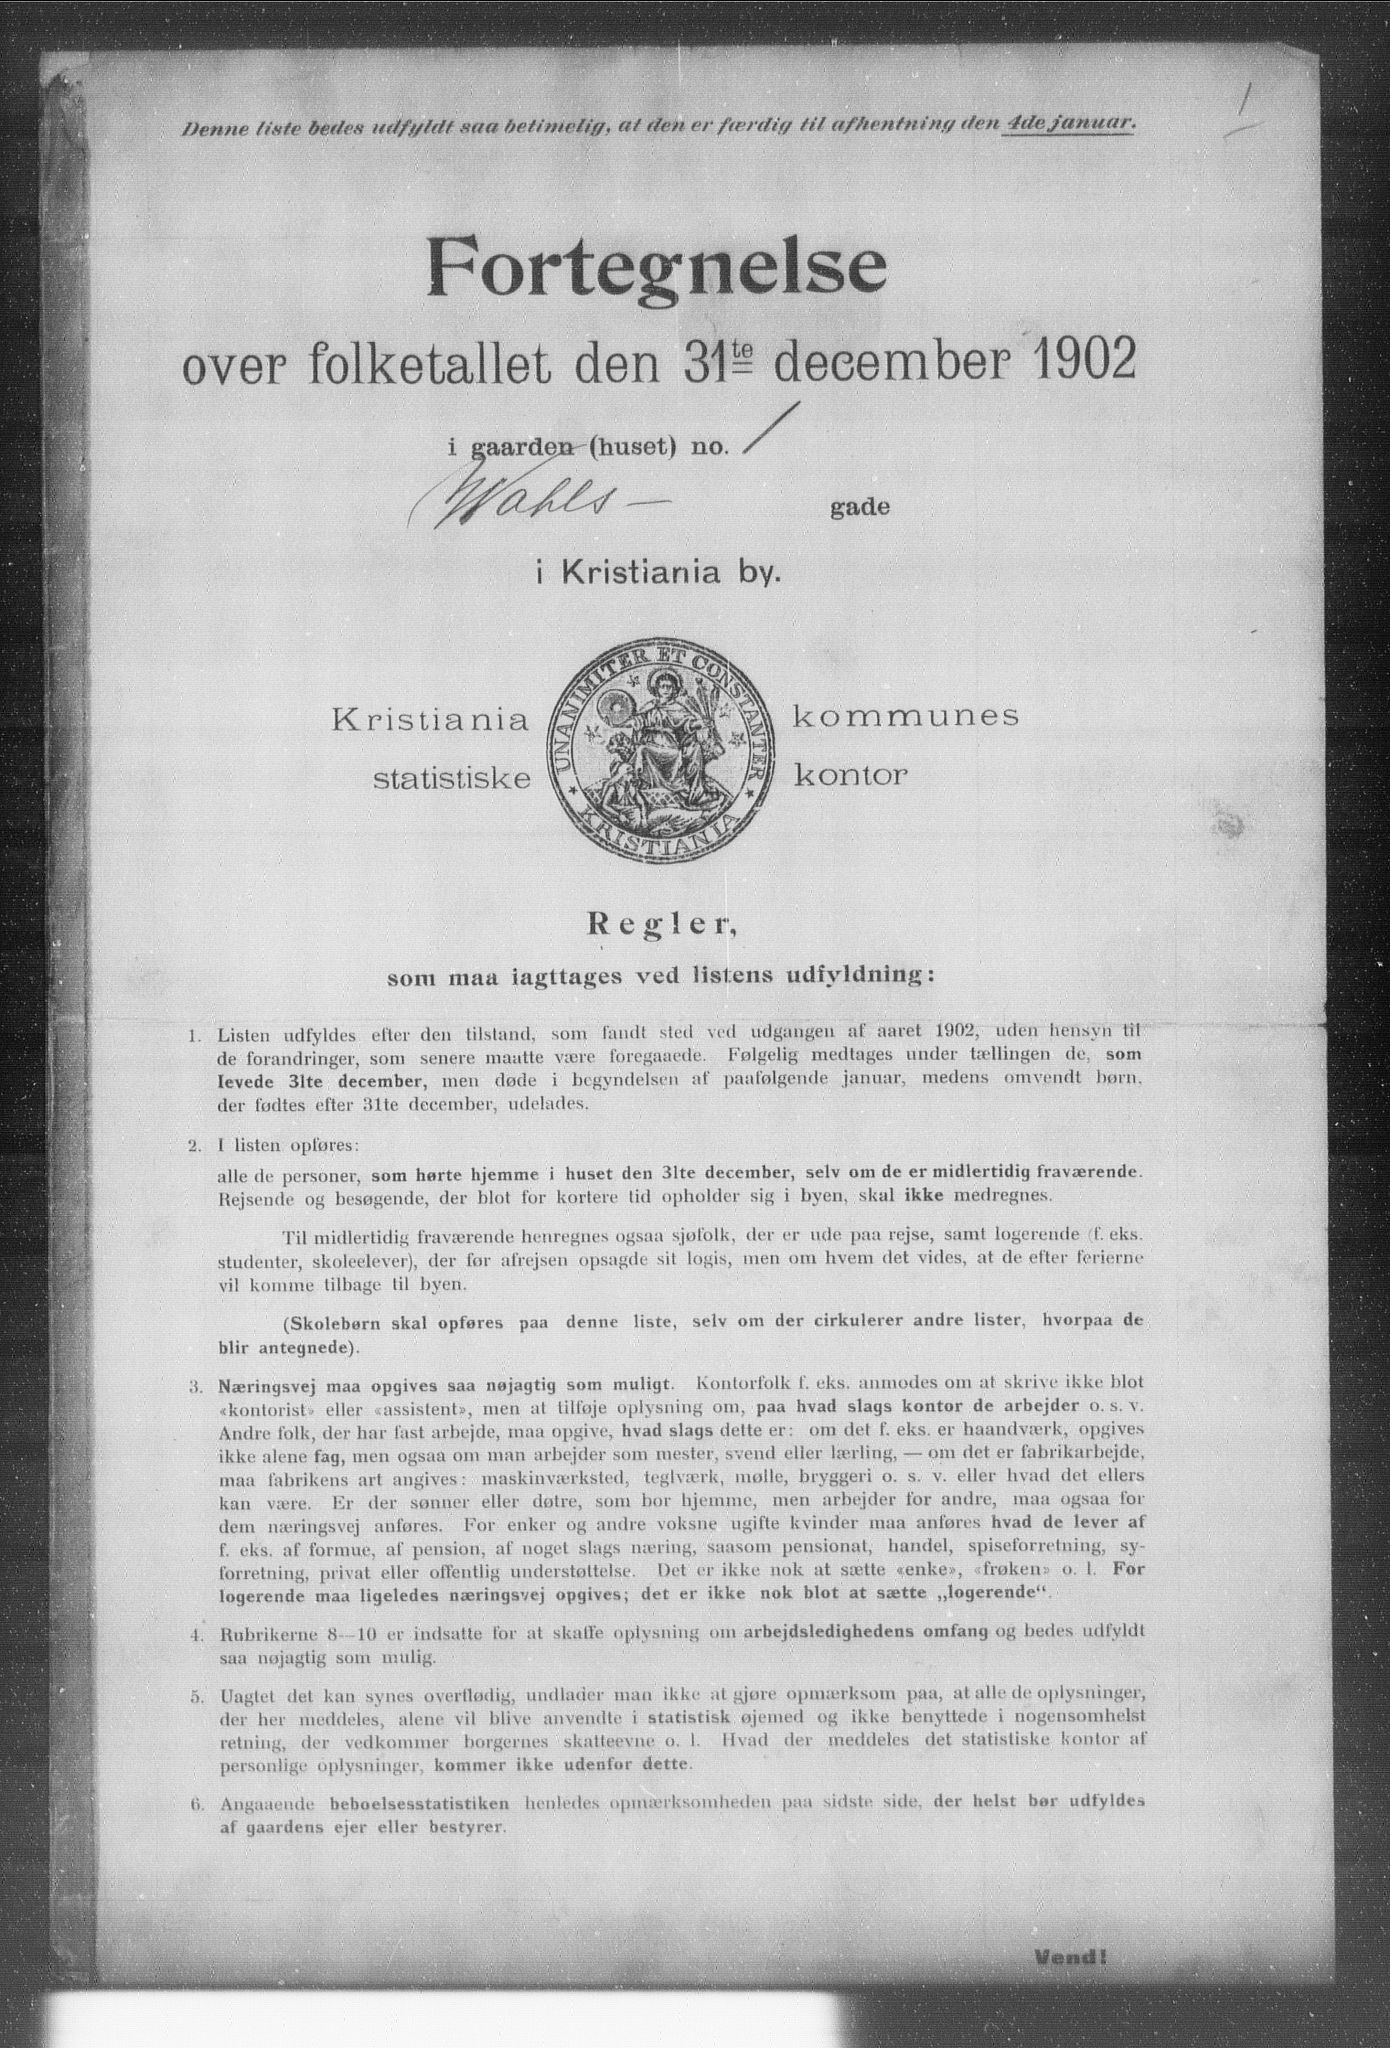 1
Denne liste bedes udfyldt saa betimelig, at den er færdig til afhentning den 4de januar.
Fortegnelse
over folketallet den 31te december 1902
i gaarden (huset) no. 1
Wahls — gade
i Kristiania by.
Kristiania kommunes
statistiske kontor
UNANIMITER ET CONSTANTER
KRISTIANIA
Regler,
som maa iagttages ved listens udfyldning:
1. Listen udfyldes efter den tilstand, som fandt sted ved udgangen af aaret 1902, uden hensyn til
de forandringer, som senere maatte være foregaaede. Følgelig medtages under tællingen de, som
levede 31te december, men døde i begyndelsen af paafølgende januar, medens omvendt børn,
der fødtes efter 31te december, udelades.
2. I listen opføres:
alle de personer, som hørte hjemme i huset den 31te december, selv om de er midlertidig fraværende.
Rejsende og besøgende, der blot for kortere tid opholder sig i byen, skal ikke medregnes.
Til midlertidig fraværende henregnes ogsaa sjøfolk, der er ude paa rejse, samt logerende (f. eks.
studenter, skoleelever), der før afrejsen opsagde sit logis, men om hvem det vides, at de efter ferierne
vil komme tilbage til byen.
(Skolebørn skal opføres paa denne liste, selv om der cirkulerer andre lister, hvorpaa de
blir antegnede).
3. Næringsvej maa opgives saa nøjagtig som muligt. Kontorfolk f. eks. anmodes om at skrive ikke blot
«kontorist» eller «assistent», men at tilføje oplysning om, paa hvad slags kontor de arbejder o. s. v.
Andre folk, der har fast arbejde, maa opgive, hvad slags dette er: om det f. eks. er haandværk, opgives
ikke alene fag, men ogsaa om man arbejder som mester, svend eller lærling, — om det er fabrikarbejde,
maa fabrikens art angives: maskinværksted, teglværk, mølle, bryggeri o. s. v. eller hvad det ellers
kan være. Er der sønner eller døtre, som bor hjemme, men arbejder for andre, maa ogsaa for
dem næringsvej anføres. For enker og andre voksne ugifte kvinder maa anføres hvad de lever af
f. eks. af formue, af pension, af noget slags næring, saasom pensionat, handel, spiseforretning, sy-
forretning, privat eller offentlig understøttelse. Det er ikke nok at sætte «enke», «frøken» o. l. For
logerende maa ligeledes næringsvej opgives; det er ikke nok blot at sætte „logerende“.
4. Rubrikerne 8—10 er indsatte for at skaffe oplysning om arbejdsledighedens omfang og bedes udfyldt
saa nøjagtig som mulig.
5. Uagtet det kan synes overflødig, undlader man ikke at gjøre opmærksom paa, at alle de oplysninger,
der her meddeles, alene vil blive anvendte i statistisk øjemed og ikke benyttede i nogensomhelst
retning, der vedkommer borgernes skatteevne o. l. Hvad der meddeles det statistiske kontor af
personlige oplysninger, kommer ikke udenfor dette.
6. Angaaende beboelsesstatistiken henledes opmærksomheden paa sidste side, der helst bør udfyldes
af gaardens ejer eller bestyrer.
Vend!